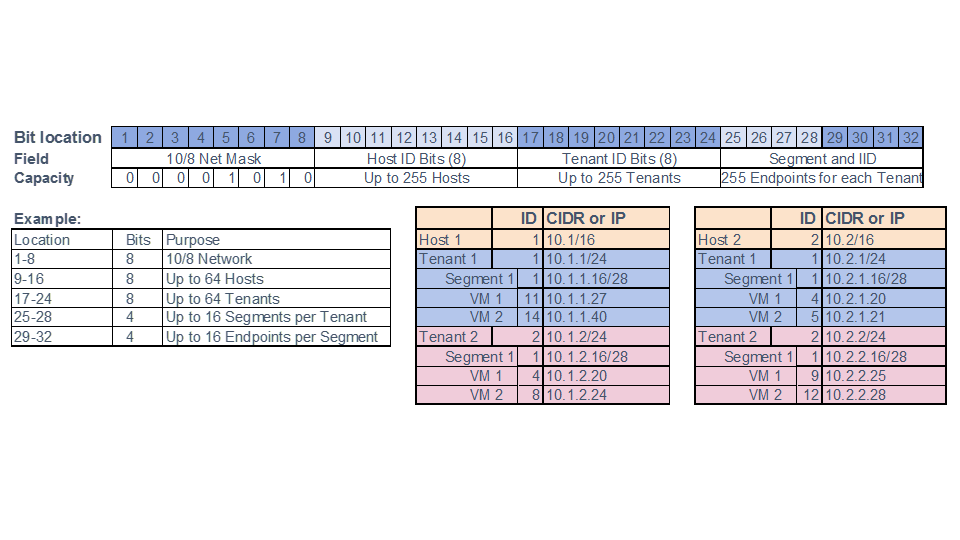 Bit location 1 2 3 4 5 6 7 8 9 10 11 12 13 14 15 16 17 18 19 20 21 22 23 24 25 26 27 28 29 30 31 32
Field 10/8 Net Mask Host ID Bits (8) Tenant ID Bits (8) Segment and IID
Capacity 0 0 0 0 1 0 1 0 Up to 255 Hosts Up to 255 Tenants 255 Endpoints for each Tenant
Example:
Location Bits Purpose
1-8 8 10/8 Network
9-16 8 Up to 64 Hosts
17-24 8 Up to 64 Tenants
25-28 4 Up to 16 Segments per Tenant
29-32 4 Up to 16 Endpoints per Segment
ID CIDR or IP
Host 1 1 10.1/16
Tenant 1 1 10.1.1/24
Segment 1 1 10.1.1.16/28
VM 1 11 10.1.1.27
VM 2 14 10.1.1.40
Tenant 2 2 10.1.2/24
Segment 1 1 10.1.2.16/28
VM 1 4 10.1.2.20
VM 2 8 10.1.2.24
ID CIDR or IP
Host 2 2 10.2/16
Tenant 1 1 10.2.1/24
Segment 1 1 10.2.1.16/28
VM 1 4 10.2.1.20
VM 2 5 10.2.1.21
Tenant 2 2 10.2.2/24
Segment 1 1 10.2.2.16/28
VM 1 9 10.2.2.25
VM 2 12 10.2.2.28